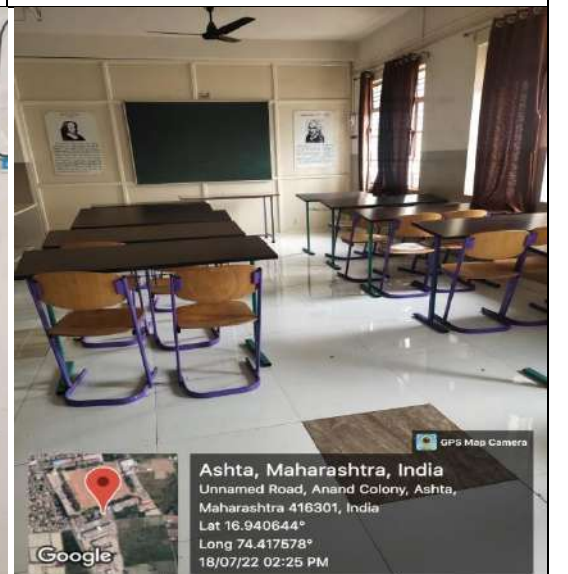 GPS Map Camera
Ashta, Maharashtra, India
Unnamed Road, Anand Colony, Ashta,
Maharashtra 416301, India
Lat 16.940644°
Long 74.417578°
18/07/22 02:25 PM
Google